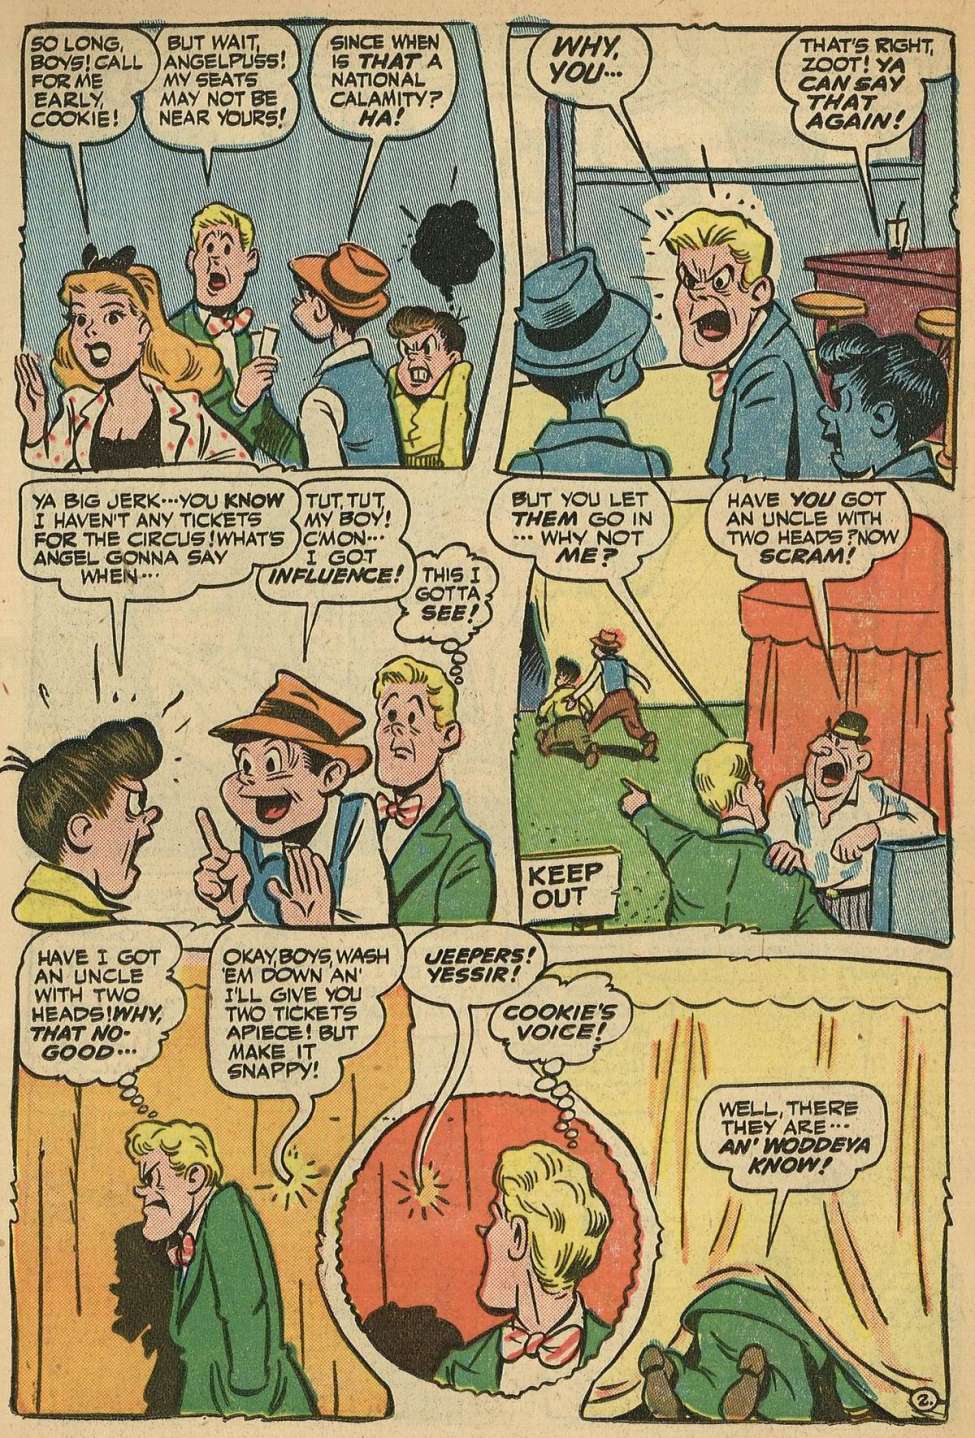 SO LONG,
BOYS! CALL
FOR ME
EARLY,
COOKIE!
BUT WAIT,
ANGELPUSS!
MY SEATS
MAY NOT BE
NEAR YOURS!
SINCE WHEN
IS THAT A
NATIONAL
CALAMITY?
HA!
WHY,
YOU...
THAT'S RIGHT,
ZOOT! YA
CAN SAY
THAT
AGAIN!
YA BIG JERK...YOU KNOW
I HAVEN'T ANY TICKETS
FOR THE CIRCUS! WHAT'S
ANGEL GONNA SAY
WHEN...
TUT, TUT,
MY BOY!
C'MON...
I GOT
INFLUENCE!
THIS I
GOTTA
SEE!
BUT YOU LET
THEM GO IN
... WHY NOT
ME?
HAVE YOU GOT
AN UNCLE WITH
TWO HEADS? NOW
SCRAM!
KEEP
OUT
HAVE I GOT
AN UNCLE
WITH TWO
HEADS! WHY,
THAT NO-
GOOD...
OKAY, BOYS, WASH
'EM DOWN AN'
I'LL GIVE YOU
TWO TICKETS
APIECE! BUT
MAKE IT
SNAPPY!
JEEPERS!
YESSIR!
COOKIE'S
VOICE!
WELL, THERE
THEY ARE...
AN' WODDEYA
KNOW!
2.